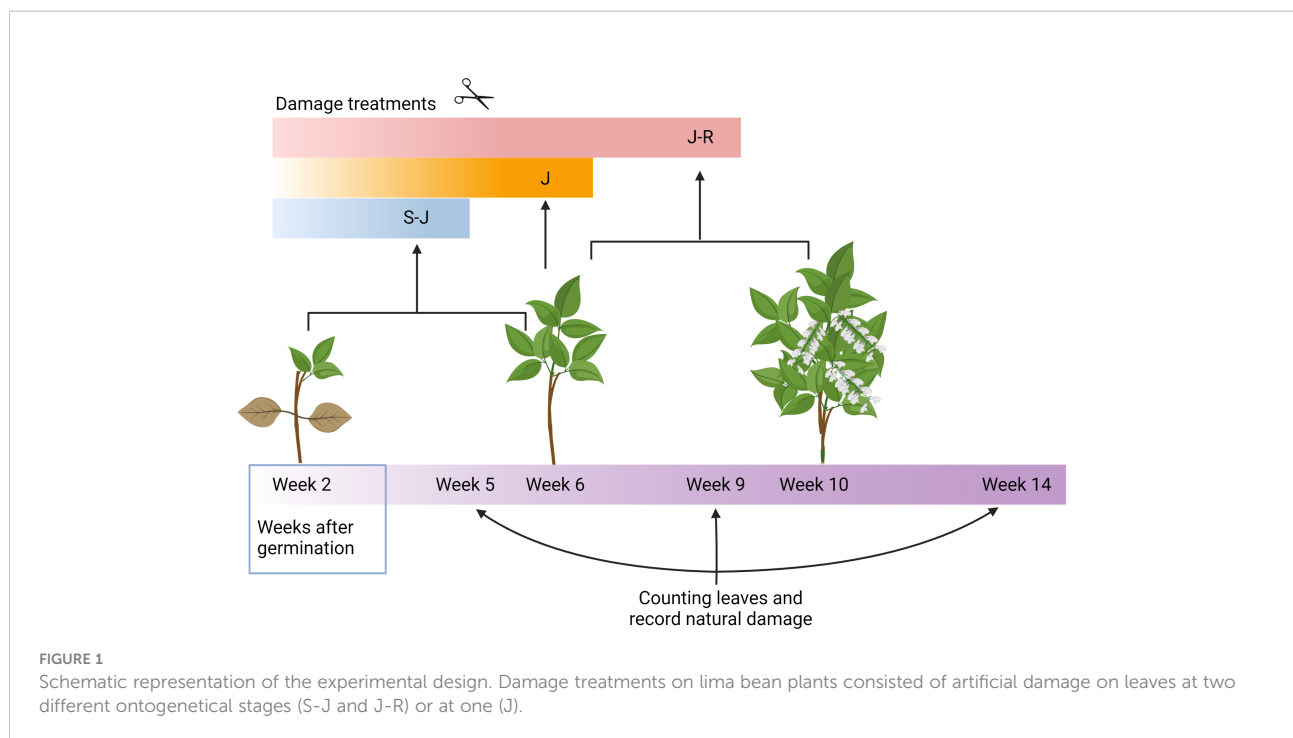 Damage treatments
J-R
J
S-J
Week 2
Week 5
Week 6
Week 9
Week 10
Week 14
Weeks after
germination
Counting leaves and
record natural damage
FIGURE 1
Schematic representation of the experimental design. Damage treatments on lima bean plants consisted of artificial damage on leaves at two
different ontogenetical stages (S-J and J-R) or at one (J).